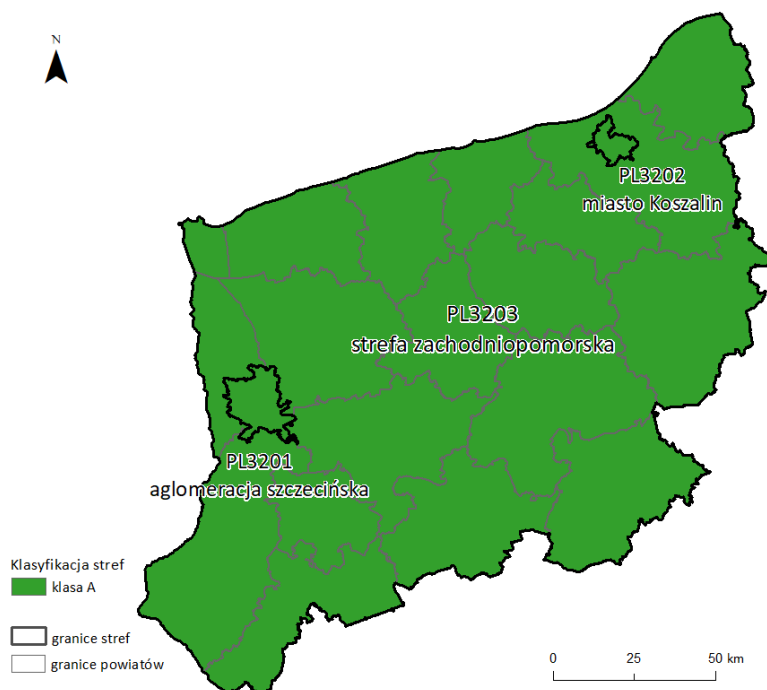 N
PL3202
miasto Koszalin
PL3203
strefa zachodniopomorska
PL3201
aglomeracja szczecińska
Klasyfikacja stref
klasa A
granice stref
granice powiatów
0 25 50 km